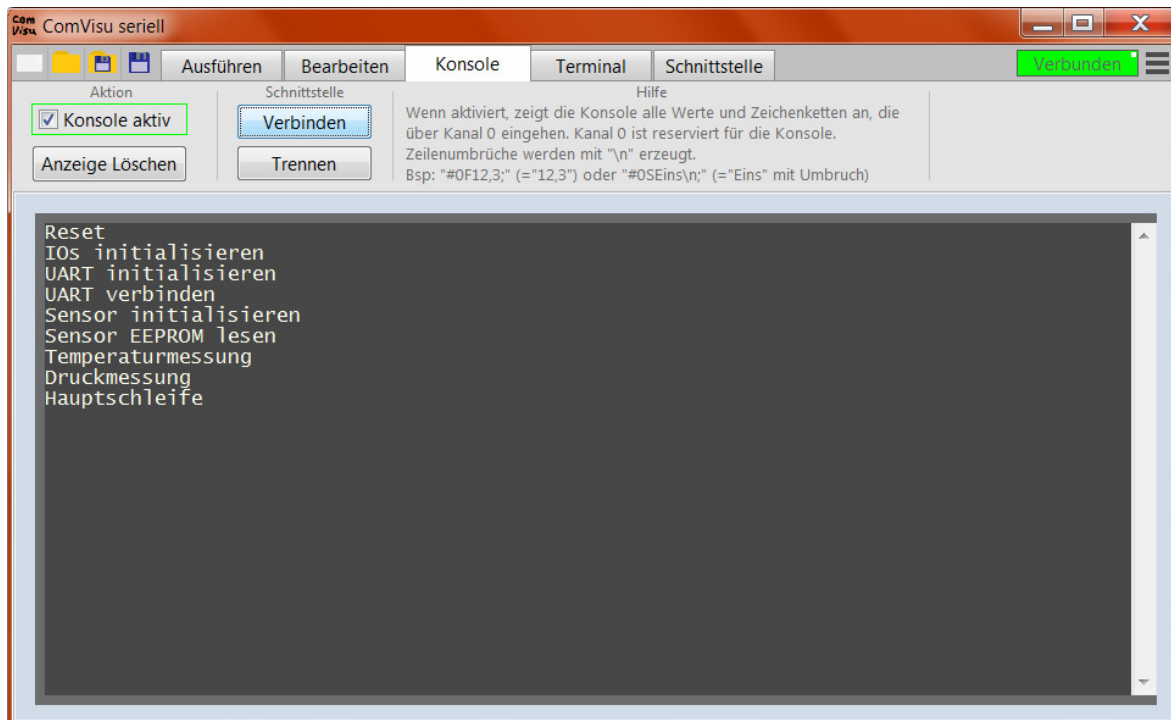 Com
Visu
ComVisu seriell
X
Ausführen
Bearbeiten
Konsole
Terminal
Schnittstelle
Verbunden
Aktion
Konsole aktiv
Anzeige Löschen
Schnittstelle
Verbinden
Trennen
Hilfe
Wenn aktiviert, zeigt die Konsole alle Werte und Zeichenketten an, die
über Kanal 0 eingehen. Kanal 0 ist reserviert für die Konsole.
Zeilenumbrüche werden mit "\n" erzeugt.
Bsp: "#0F12,3;" (="12,3") oder "#0SEins\n;" (="Eins" mit Umbruch)
Reset
IOs initialisieren
UART initialisieren
UART verbinden
Sensor initialisieren
Sensor EEPROM lesen
Temperaturmessung
Druckmessung
Hauptschleife